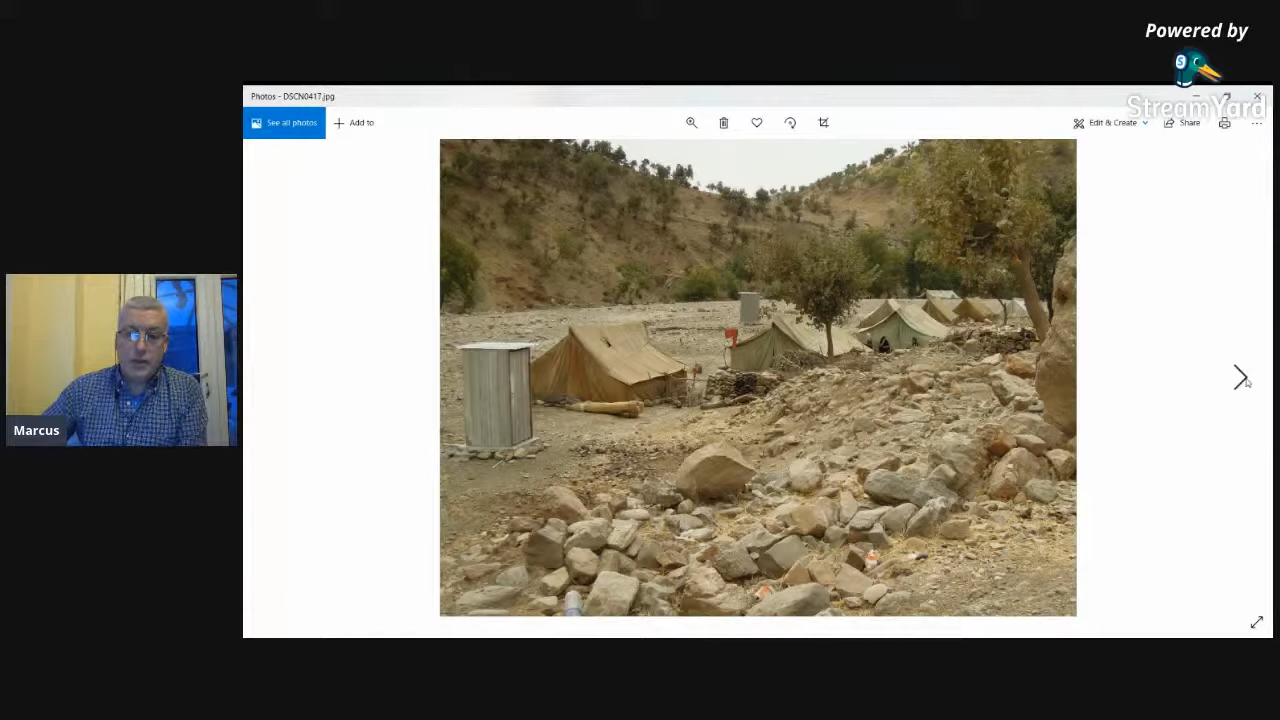 Powered by
S
StreamYard
Photos - DSCN0417.jpg
See all photos
Add to
Edit & Create
Share
Marcus